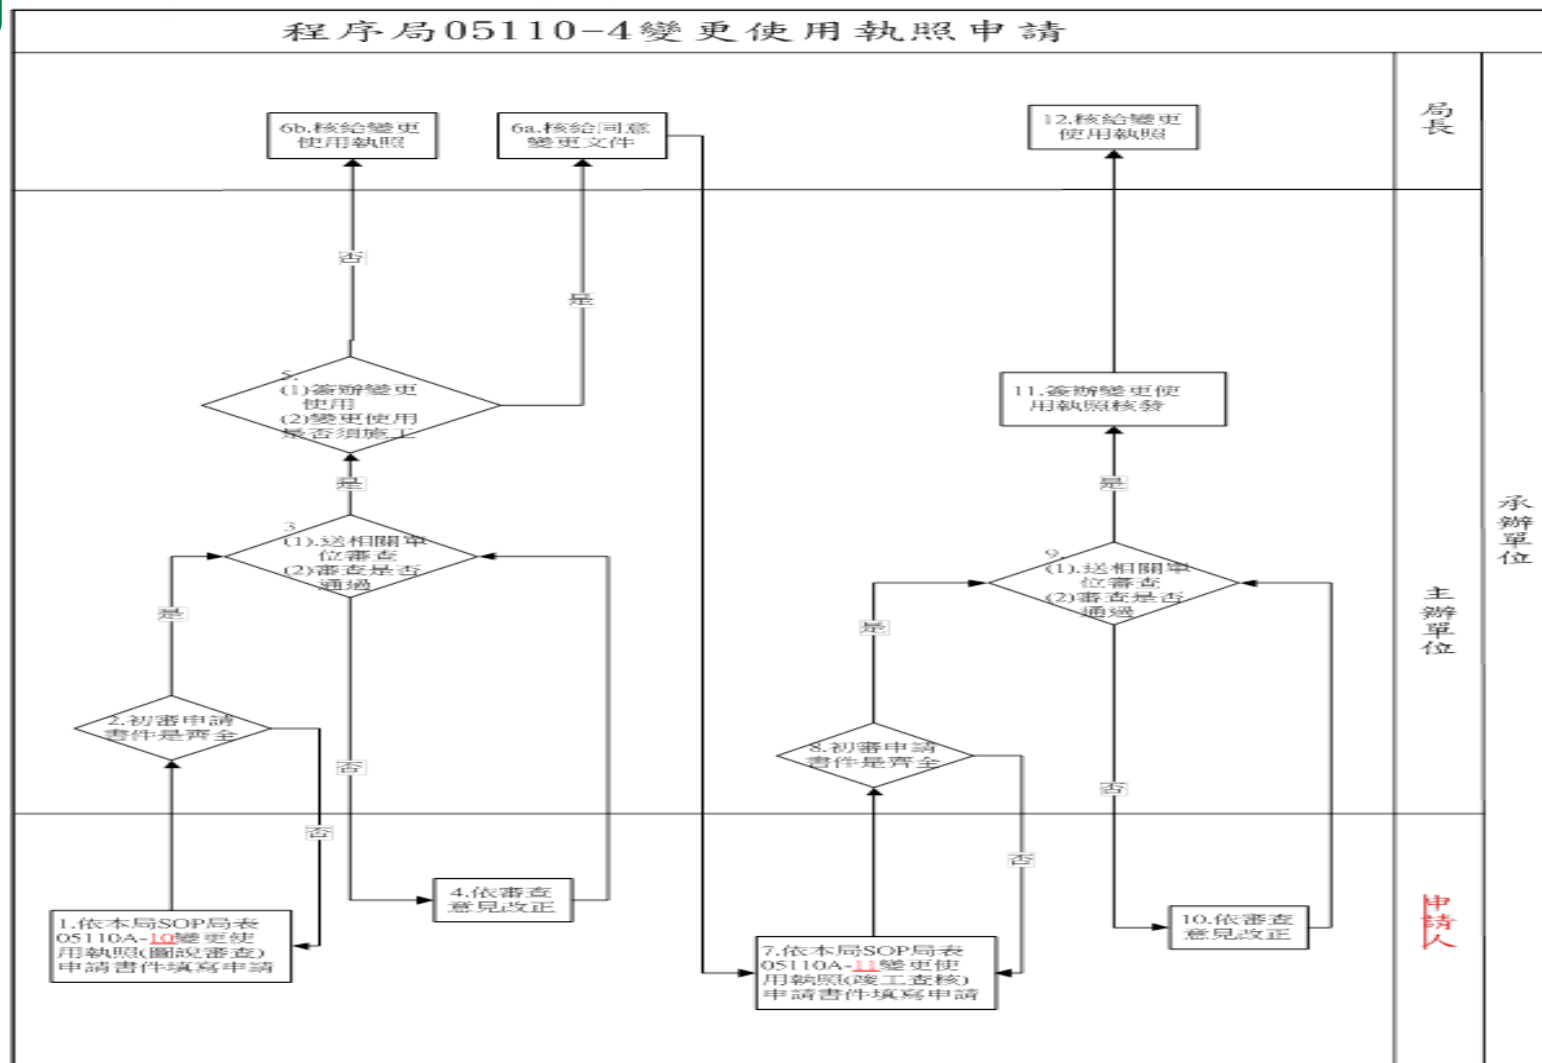 程序局05110-4變更使用執照申請
6b.核給變更
使用執照
6a.核給同意
變更文件
12.核給變更
使用執照
局長
否
是
5.
(1)簽辦變更
使用
(2)變更使用
是否須施工
11.簽辦變更使
用執照核發
是
是
3
(1).送相關單
位審查
(2)審查是否
通過
9.
(1).送相關單
位審查
(2)審查是否
通過
承辦單位
主辦單位
是
是
2.初審申請
書件是齊全
8.初審申請
書件是齊全
否
否
否
否
4.依審查
意見改正
10.依審查
意見改正
申請人
1.依本局SOP局表
05110A-10變更使
用執照(圖說審查)
申請書件填寫申請
7.依本局SOP局表
05110A-11變更使
用執照(竣工查核)
申請書件填寫申請